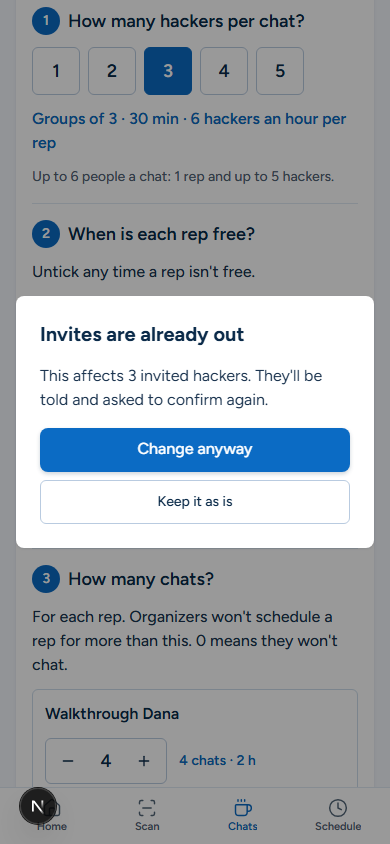 1 How many hackers per chat?
1 2 3 4 5
Groups of 3 · 30 min · 6 hackers an hour per
rep
Up to 6 people a chat: 1 rep and up to 5 hackers.
2 When is each rep free?
Untick any time a rep isn't free.
Invites are already out
This affects 3 invited hackers. They'll be
told and asked to confirm again.
Change anyway
Keep it as is
3 How many chats?
For each rep. Organizers won't schedule a
rep for more than this. 0 means they won't
chat.
Walkthrough Dana
− 4 + 4 chats · 2 h
N
Home Scan Chats Schedule